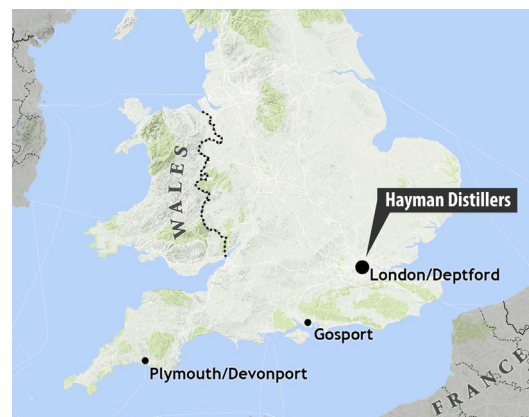 WALES
Hayman Distillers
London/Deptford
Gosport
Plymouth/Devonport
FRANCE